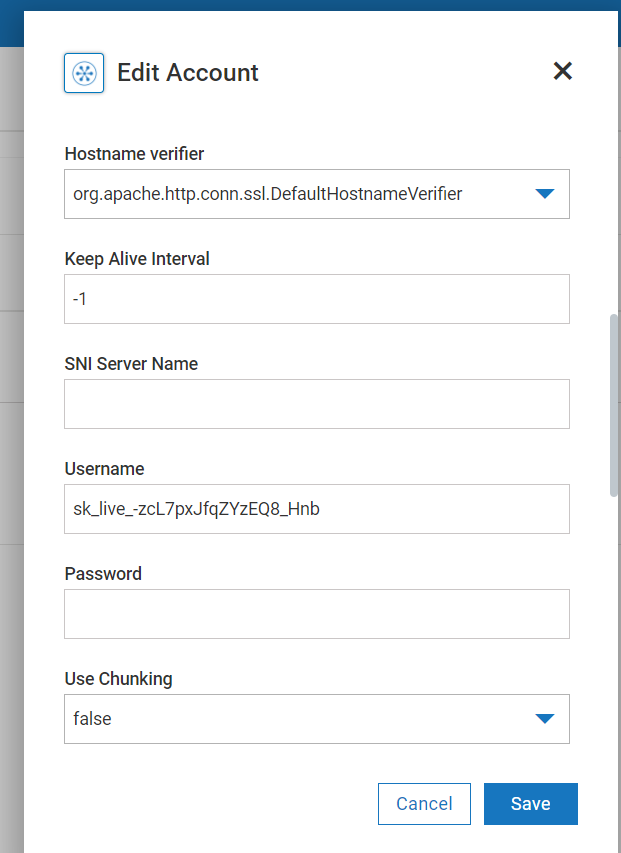 Edit Account
Hostname verifier
org.apache.http.conn.ssl.DefaultHostnameVerifier
Keep Alive Interval
-1
SNI Server Name
Username
sk_live_-zcL7pxJfqZYzEQ8_Hnb
Password
Use Chunking
false
Cancel
Save